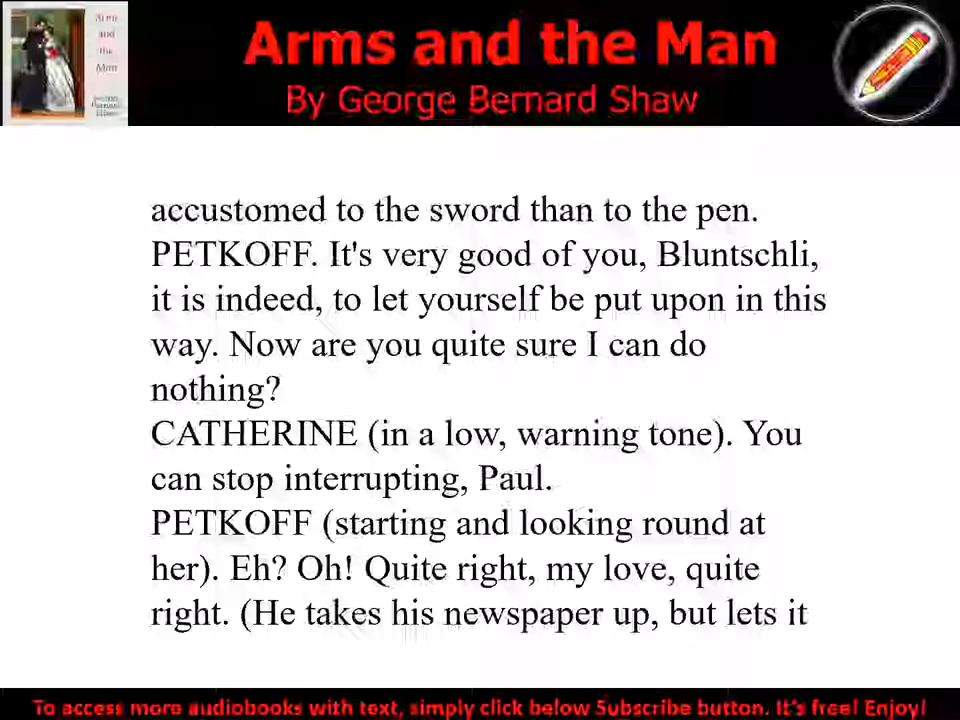 Arms and the Man
By George Bernard Shaw
Arms
and
the
Man
accustomed to the sword than to the pen.
PETKOFF. It's very good of you, Bluntschli,
it is indeed, to let yourself be put upon in this
way. Now are you quite sure I can do
nothing?
CATHERINE (in a low, warning tone). You
can stop interrupting, Paul.
PETKOFF (starting and looking round at
her). Eh? Oh! Quite right, my love, quite
right. (He takes his newspaper up, but lets it
To access more audiobooks with text, simply click below Subscribe button. It's free! Enjoy!